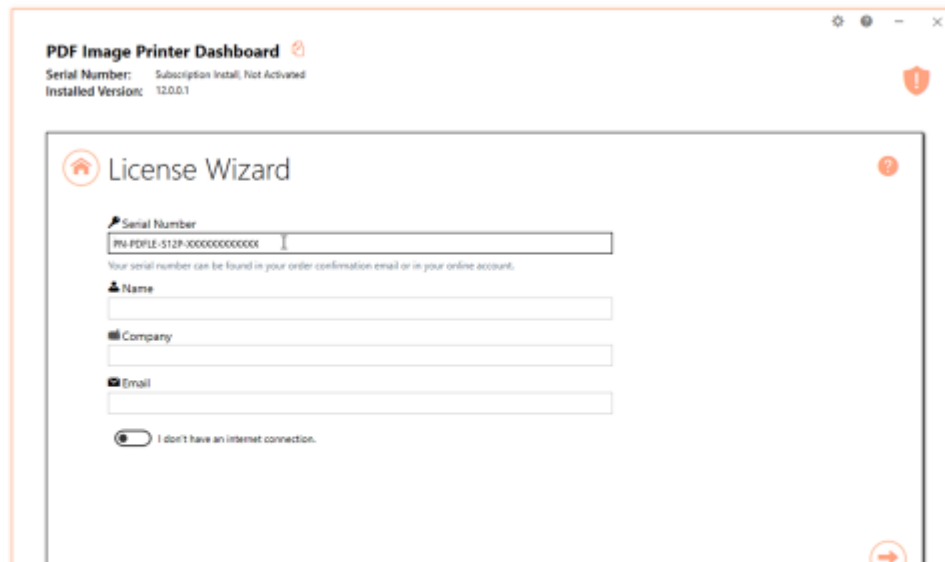 PDF Image Printer Dashboard
Serial Number: Subscription Install, Not Activated
Installed Version: 12.0.0.1
License Wizard
Serial Number
PN-PDFLE-S12P-XXXXXXXXXXXXX
Your serial number can be found in your order confirmation email or in your online account.
Name
Company
Email
I don't have an internet connection.